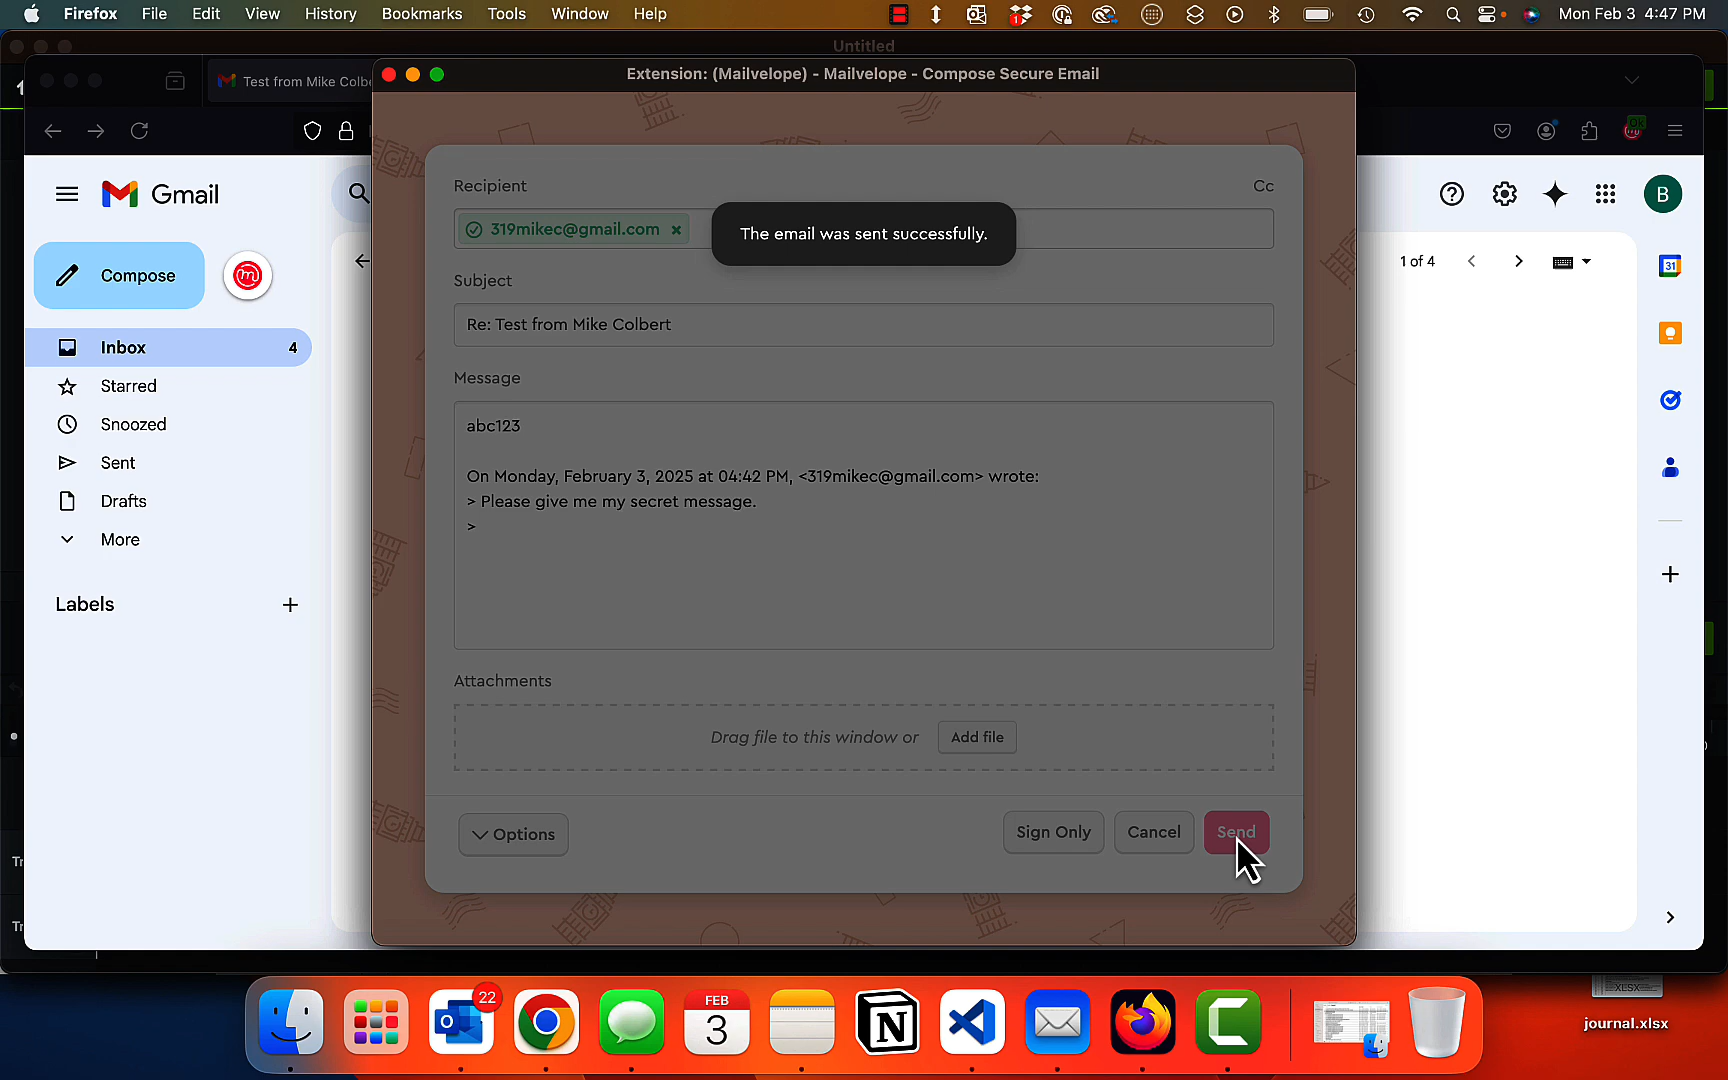 Firefox File Edit View History Bookmarks Tools Window Help
1
Mon Feb 3 4:47 PM
Untitled
Test from Mike Colbe
Extension: (Mailvelope) - Mailvelope - Compose Secure Email
Ok
Gmail
B
Compose
Inbox 4
Starred
Snoozed
Sent
Drafts
More
Labels
Recipient Cc
319mikec@gmail.com
The email was sent successfully.
Subject
Re: Test from Mike Colbert
Message
abc123
On Monday, February 3, 2025 at 04:42 PM, <319mikec@gmail.com> wrote:
> Please give me my secret message.
>
Attachments
Drag file to this window or Add file
Options
Sign Only
Cancel
Send
1 of 4
31
Tr
Tr
22
FEB
3
XLSX
journal.xlsx